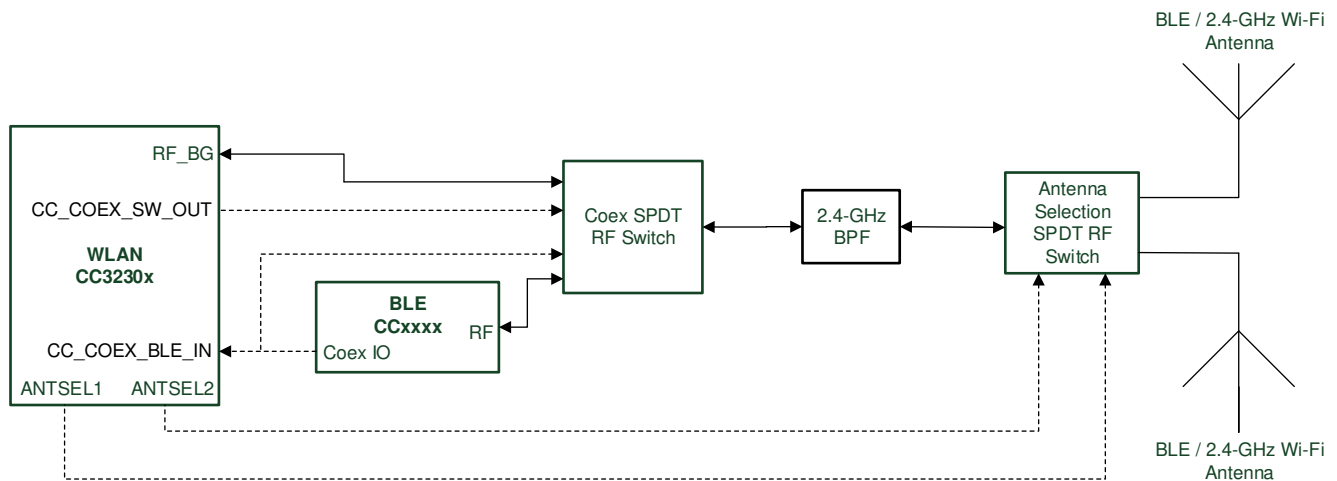 BLE / 2.4-GHz Wi-Fi
Antenna
RF_BG
CC_COEX_SW_OUT
WLAN
CC3230x
CC_COEX_BLE_IN
ANTSEL1 ANTSEL2
BLE
CCxxxx
RF
Coex IO
Coex SPDT
RF Switch
2.4-GHz
BPF
Antenna
Selection
SPDT RF
Switch
BLE / 2.4-GHz Wi-Fi
Antenna